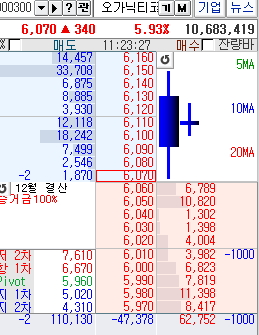 000300 ? 관 오가닉티코 기 M 기업 뉴스
6,070 ▲ 340 5.93% 10,683,419
% 매도 11:23:27 매수 잔량바
14,457 6,160 5MA
33,708 6,150
6,875 6,140
8,885 6,130
3,930 6,120 10MA
12,118 6,110
18,242 6,100
7,499 6,090 20MA
2,546 6,080
-2 1,870 6,070
12월 결산 6,060 6,789
증거금100% 6,050 10,820
6,040 1,302
6,030 1,098
6,020 4,004
저 2차 7,610 6,010 3,982 -1000
항 1차 6,670 6,000 6,823
Pivot 5,960 5,990 7,819
지 1차 5,020 5,980 11,398
지 2차 4,310 5,970 8,417
-2 110,130 -47,378 62,752 -1000